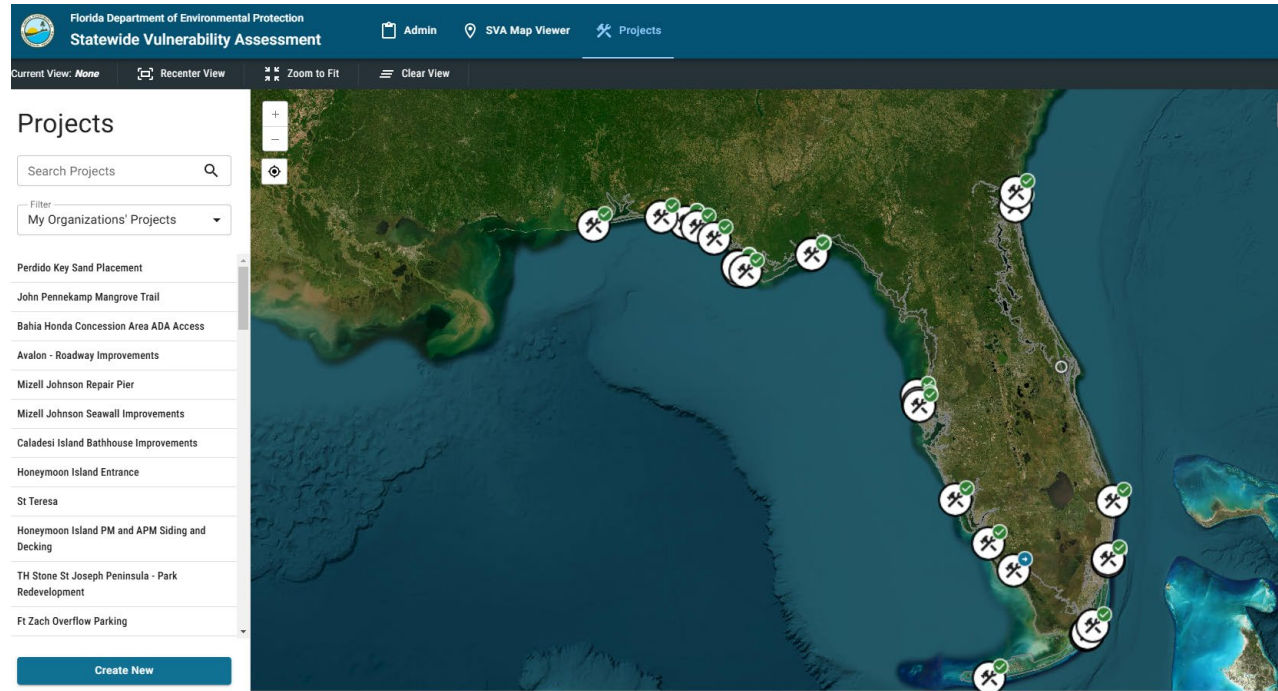 Florida Department of Environmental Protection
Statewide Vulnerability Assessment
Admin
SVA Map Viewer
Projects
Current View: None
Recenter View
Zoom to Fit
Clear View
Projects
Search Projects
Filter
My Organizations' Projects
Perdido Key Sand Placement
John Pennekamp Mangrove Trail
Bahia Honda Concession Area ADA Access
Avalon - Roadway Improvements
Mizell Johnson Repair Pier
Mizell Johnson Seawall Improvements
Caladesi Island Bathhouse Improvements
Honeymoon Island Entrance
St Teresa
Honeymoon Island PM and APM Siding and
Decking
TH Stone St Joseph Peninsula - Park
Redevelopment
Ft Zach Overflow Parking
Create New
+
−